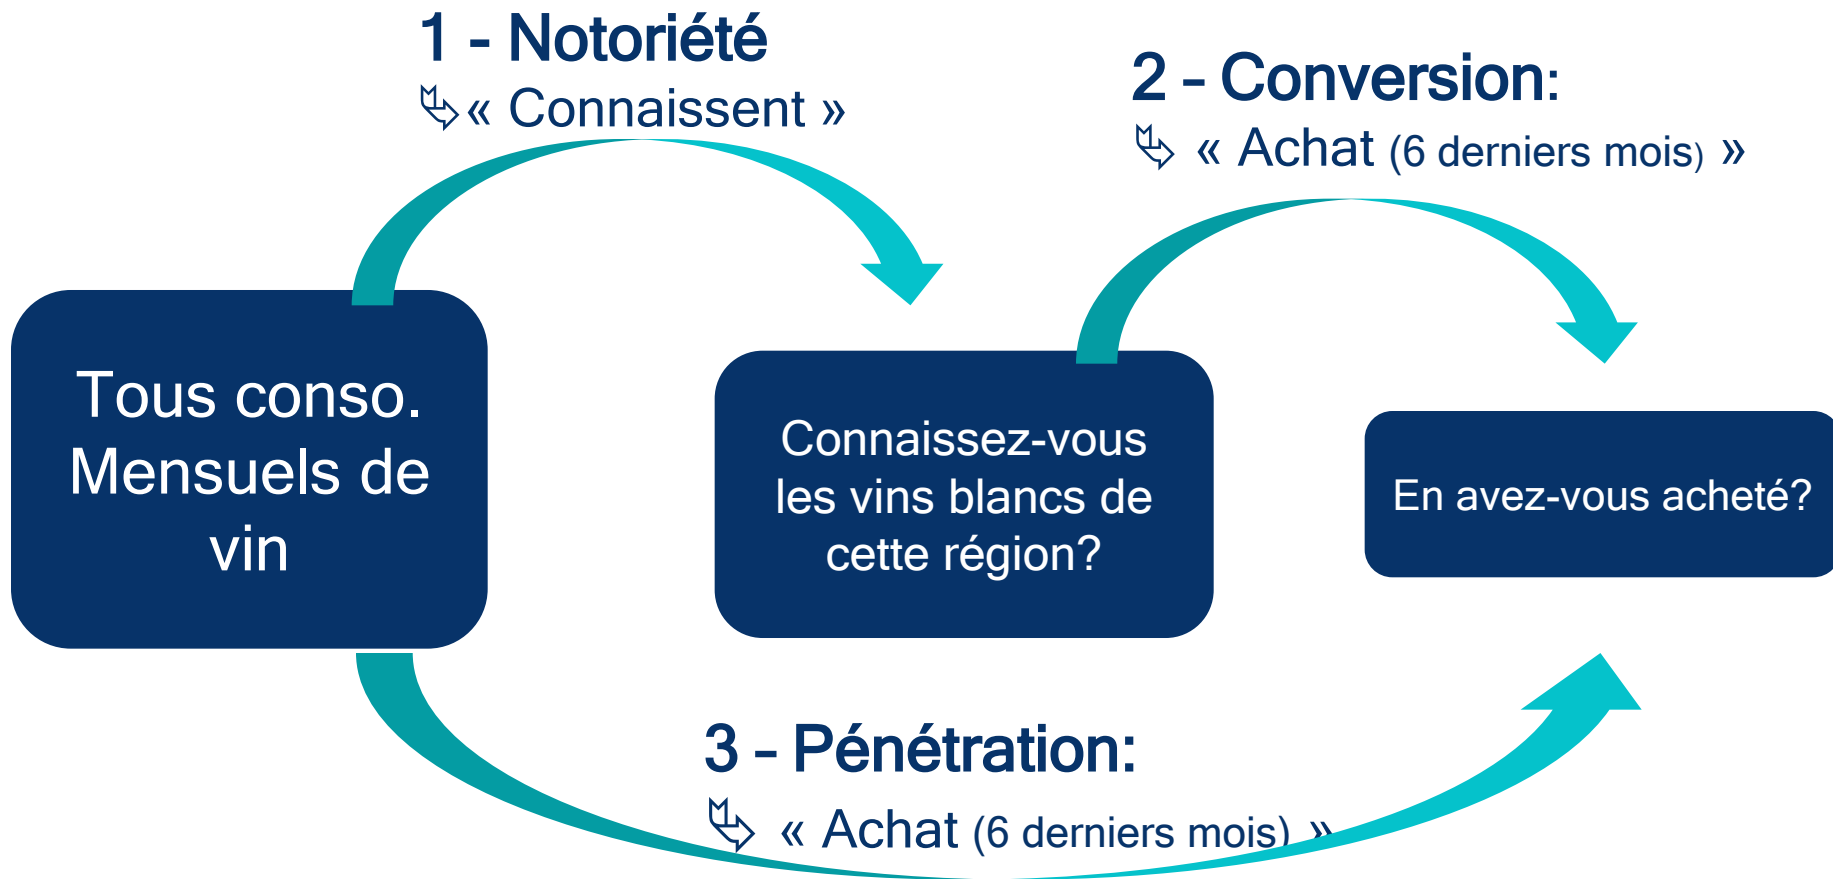 1 - Notoriété
« Connaissent »
2 – Conversion:
« Achat (6 derniers mois) »
Tous conso.
Mensuels de
vin
Connaissez-vous
les vins blancs de
cette région?
En avez-vous acheté?
3 – Pénétration:
« Achat (6 derniers mois) »